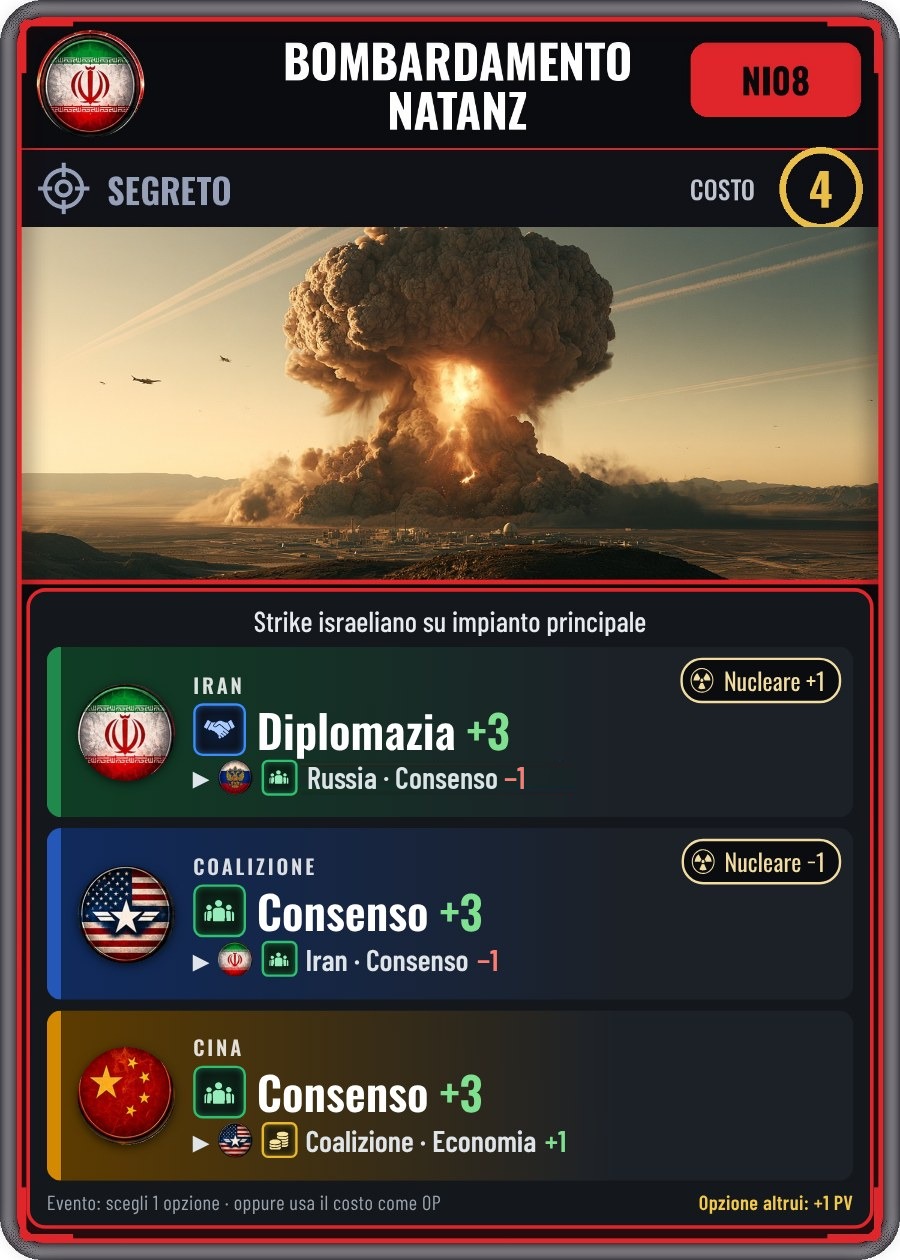 BOMBARDAMENTO
NATANZ
NI08
SEGRETO
COSTO
4
Strike israeliano su impianto principale
IRAN
Nucleare +1
Diplomazia +3
▶ Russia · Consenso −1
COALIZIONE
Nucleare −1
Consenso +3
▶ Iran · Consenso −1
CINA
Consenso +3
▶ Coalizione · Economia +1
Evento: scegli 1 opzione · oppure usa il costo come OP
Opzione altrui: +1 PV